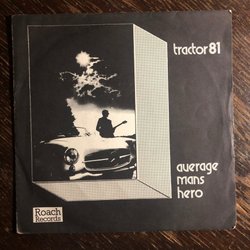 tractor 81
average
mans
hero
Roach
Records